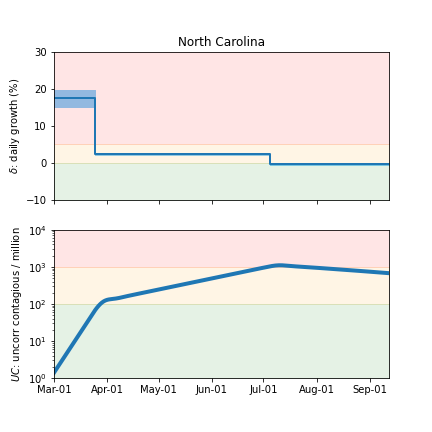 North Carolina
δ: daily growth (%)
30
20
10
0
−10
UC: uncorr contagious / million
10⁴
10³
10²
10¹
10⁰
Mar-01 Apr-01 May-01 Jun-01 Jul-01 Aug-01 Sep-01